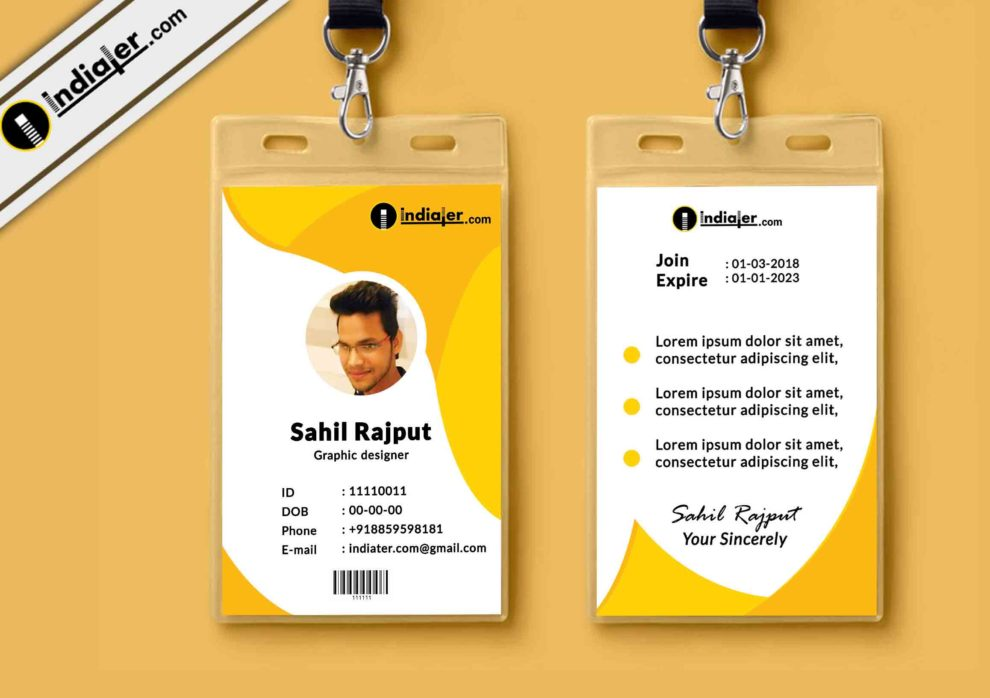 indiater.com
indiater.com
Sahil Rajput
Graphic designer
ID : 11110011
DOB : 00-00-00
Phone : +918859598181
E-mail : indiater.com@gmail.com
111111
indiater.com
Join : 01-03-2018
Expire : 01-01-2023
Lorem ipsum dolor sit amet,
consectetur adipiscing elit,
Lorem ipsum dolor sit amet,
consectetur adipiscing elit,
Lorem ipsum dolor sit amet,
consectetur adipiscing elit,
Sahil Rajput
Your Sincerely